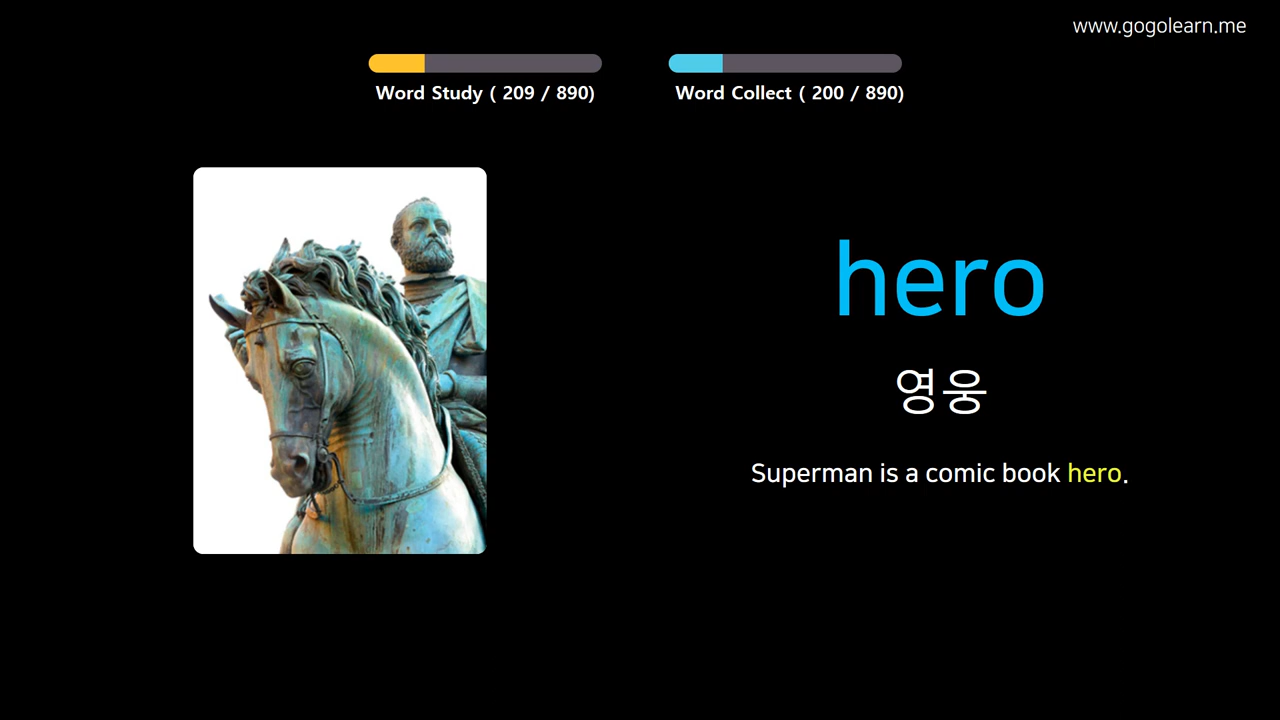 www.gogolearn.me
Word Study ( 209 / 890)
Word Collect ( 200 / 890)
hero
영웅
Superman is a comic book hero.